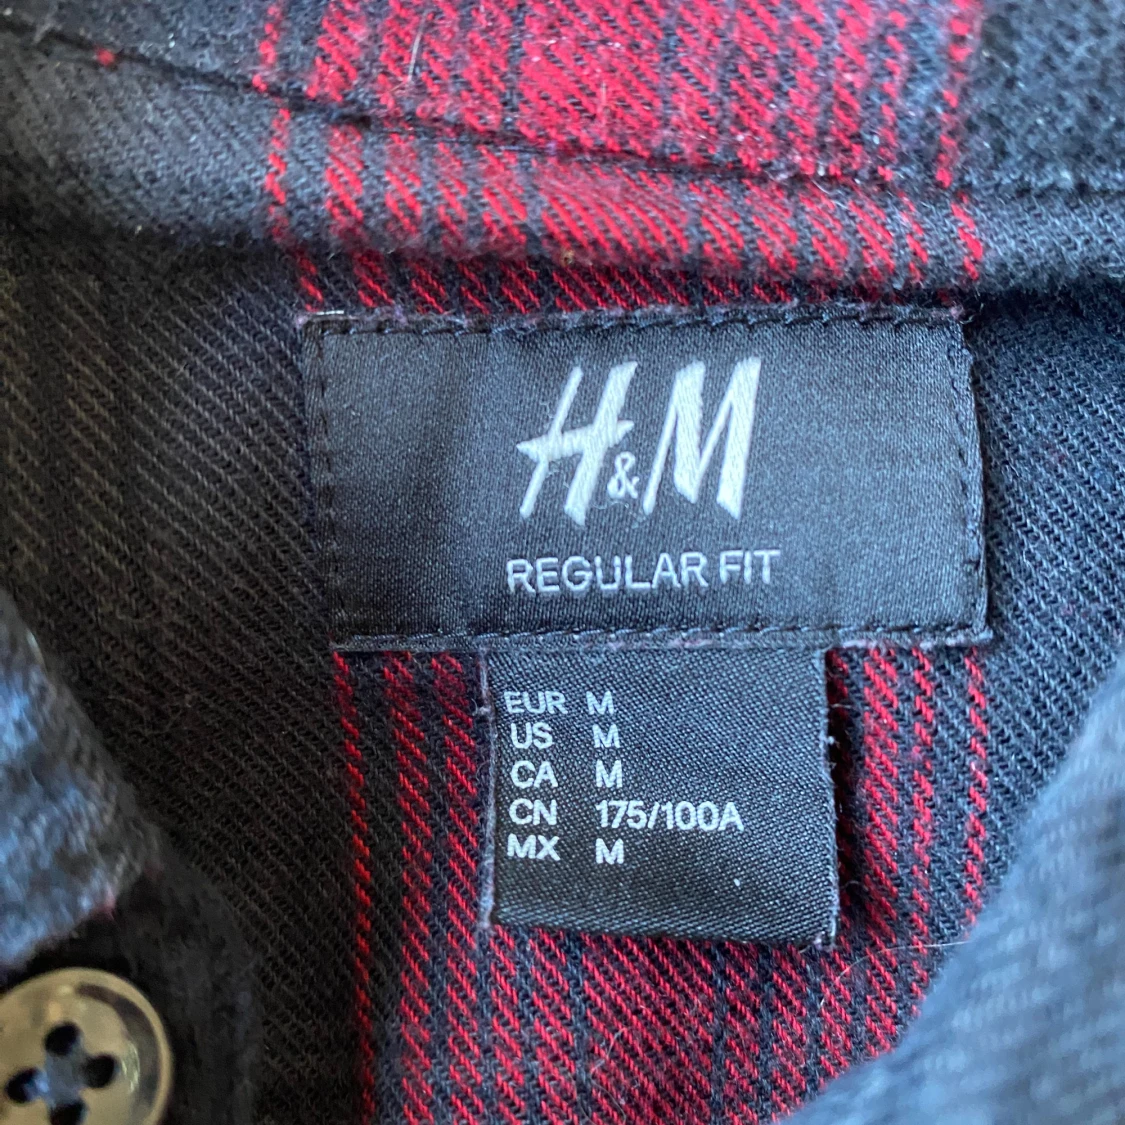 H&M
REGULAR FIT
EUR M
US M
CA M
CN 175/100A
MX M